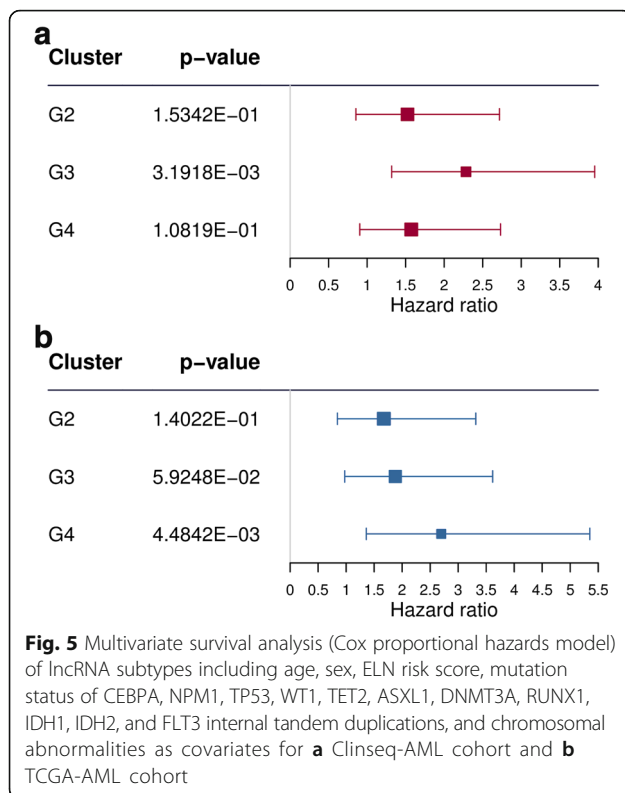 a
Cluster p−value
G2 1.5342E−01
G3 3.1918E−03
G4 1.0819E−01
0 0.5 1 1.5 2 2.5 3 3.5 4
Hazard ratio
b
Cluster p−value
G2 1.4022E−01
G3 5.9248E−02
G4 4.4842E−03
0 0.5 1 1.5 2 2.5 3 3.5 4 4.5 5 5.5
Hazard ratio
Fig. 5 Multivariate survival analysis (Cox proportional hazards model)
of lncRNA subtypes including age, sex, ELN risk score, mutation
status of CEBPA, NPM1, TP53, WT1, TET2, ASXL1, DNMT3A, RUNX1,
IDH1, IDH2, and FLT3 internal tandem duplications, and chromosomal
abnormalities as covariates for a Clinseq-AML cohort and b
TCGA-AML cohort